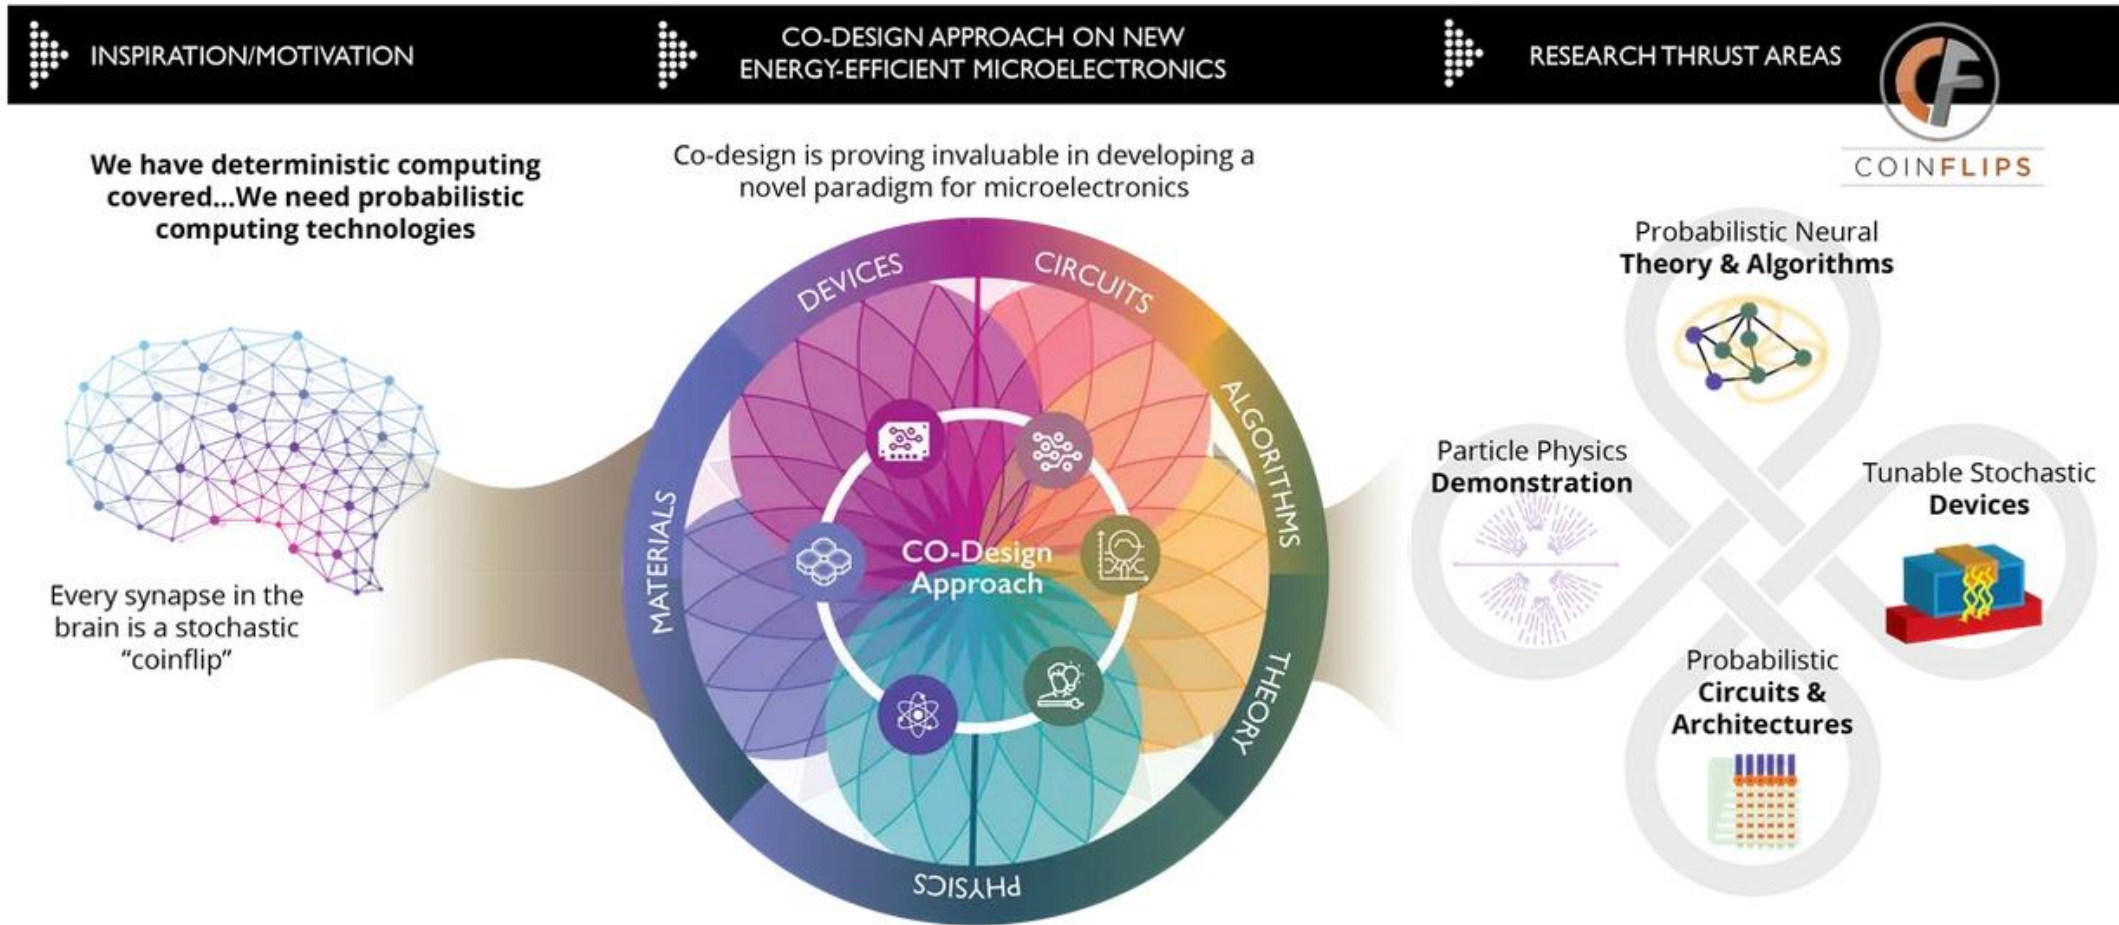 INSPIRATION/MOTIVATION
We have deterministic computing
covered...We need probabilistic
computing technologies
Every synapse in the
brain is a stochastic
“coinflip”
CO-DESIGN APPROACH ON NEW
ENERGY-EFFICIENT MICROELECTRONICS
Co-design is proving invaluable in developing a
novel paradigm for microelectronics
DEVICES
CIRCUITS
ALGORITHMS
THEORY
PHYSICS
MATERIALS
CO-Design
Approach
RESEARCH THRUST AREAS
CF
COINFLIPS
Probabilistic Neural
Theory & Algorithms
Particle Physics
Demonstration
Tunable Stochastic
Devices
Probabilistic
Circuits &
Architectures